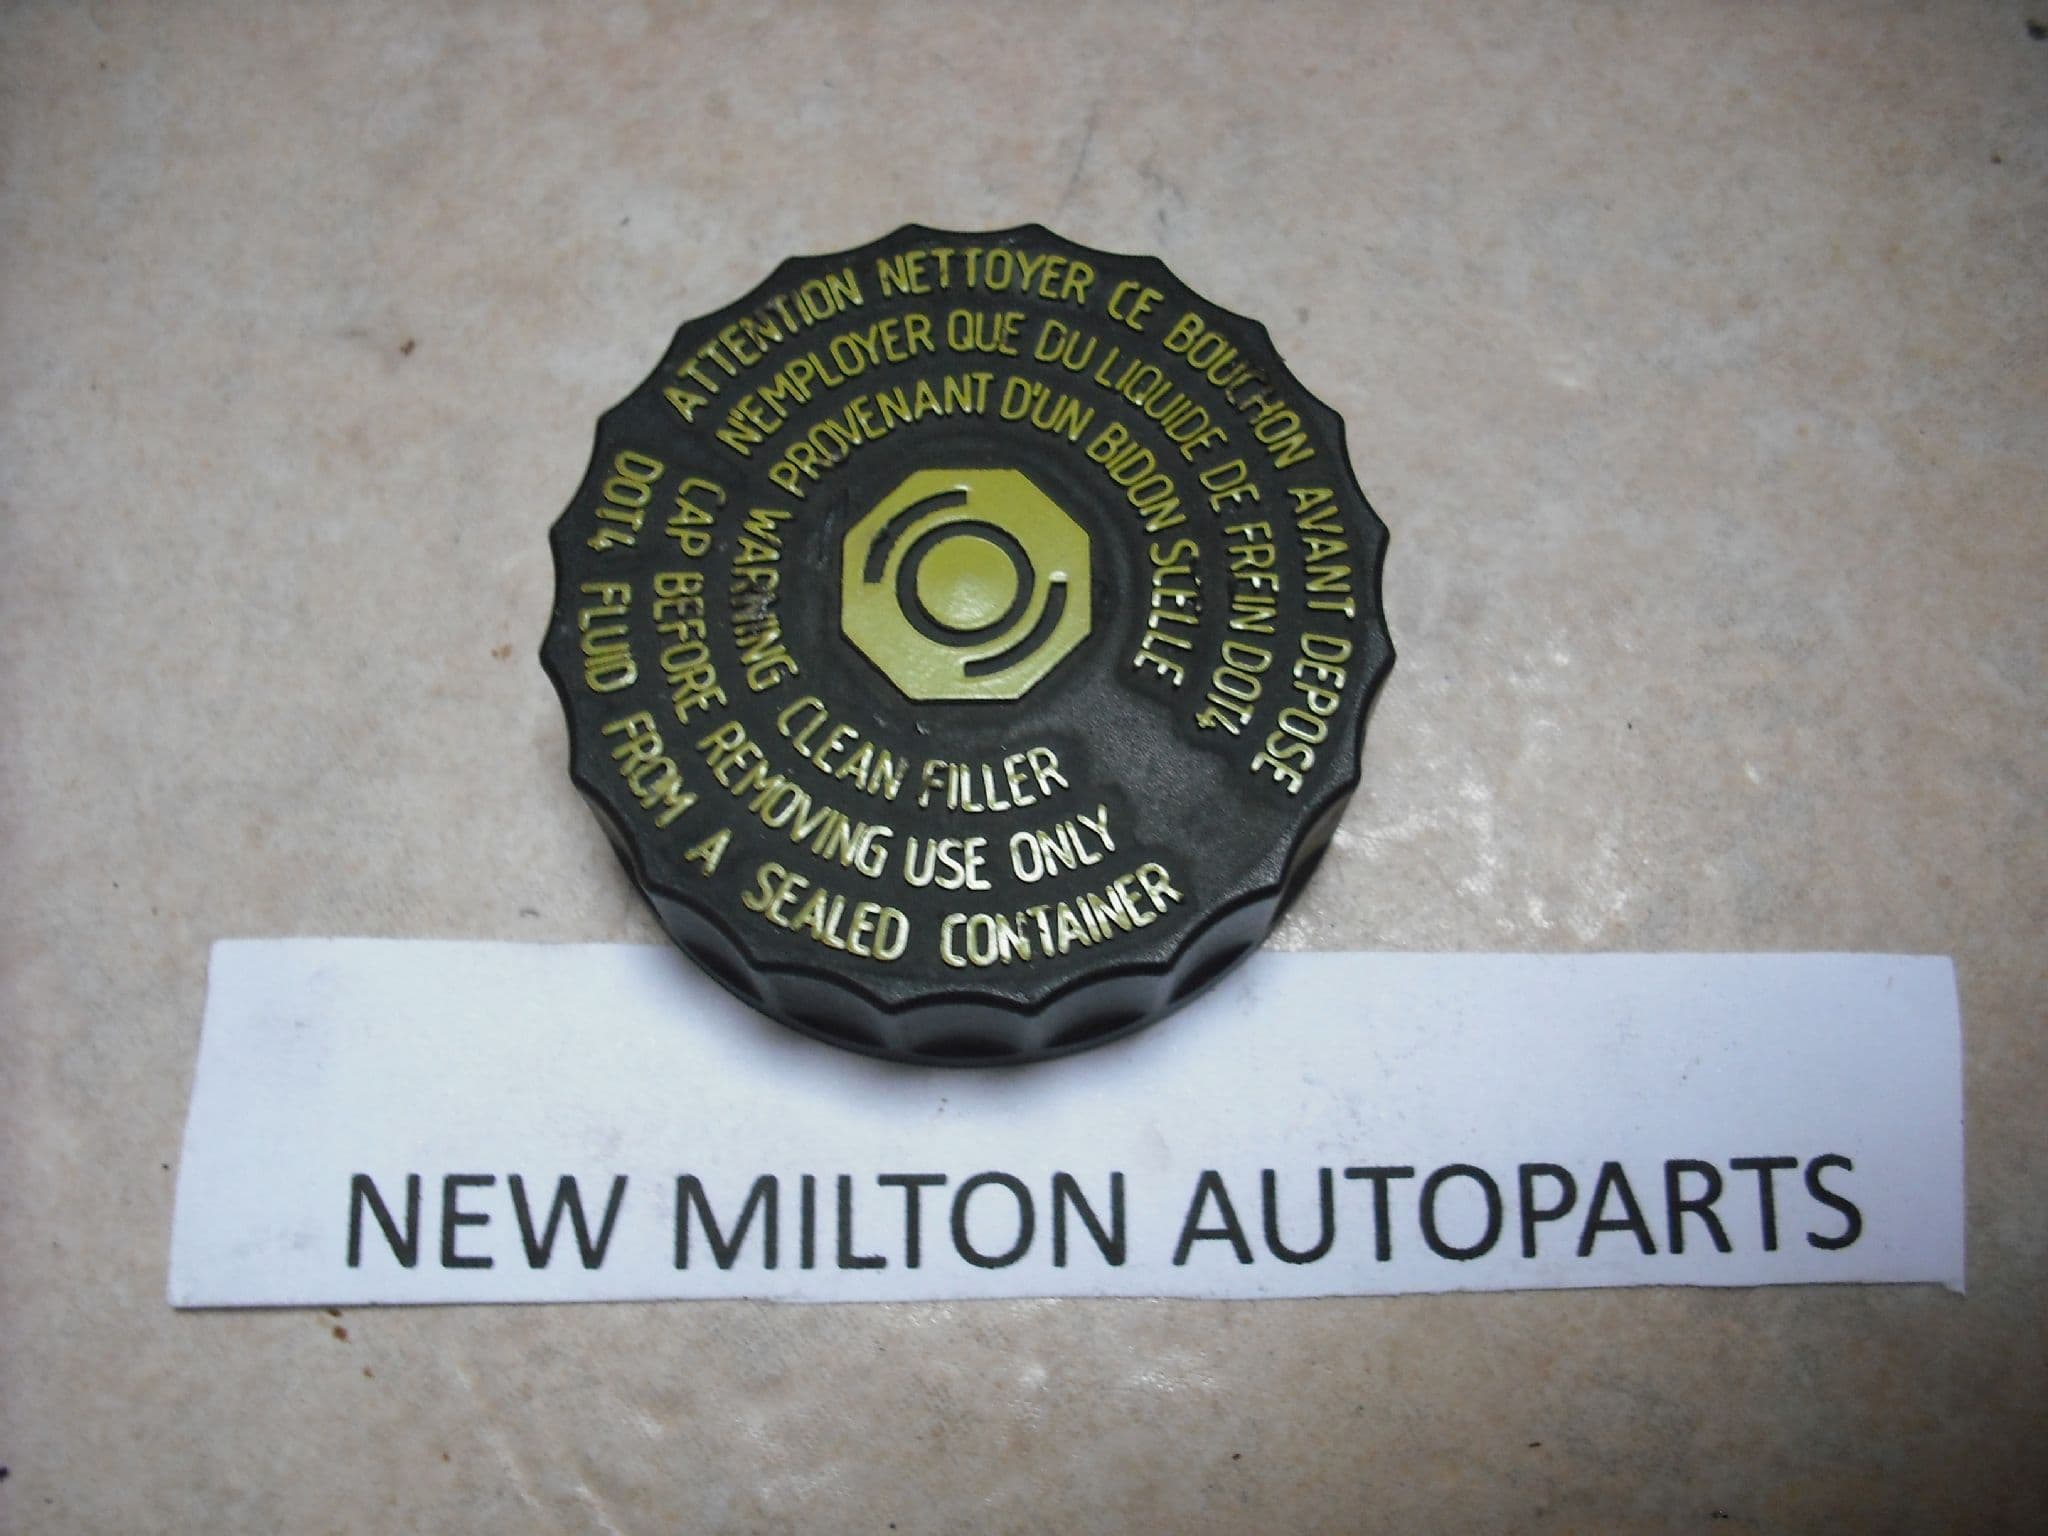 ATTENTION NETTOYER CE BOUCHON AVANT DEPOSE
N'EMPLOYER QUE DU LIQUIDE DE FREIN DOT4
PROVENANT D'UN BIDON SCELLE
WARNING CLEAN FILLER
CAP BEFORE REMOVING USE ONLY
DOT4 FLUID FROM A SEALED CONTAINER
NEW MILTON AUTOPARTS